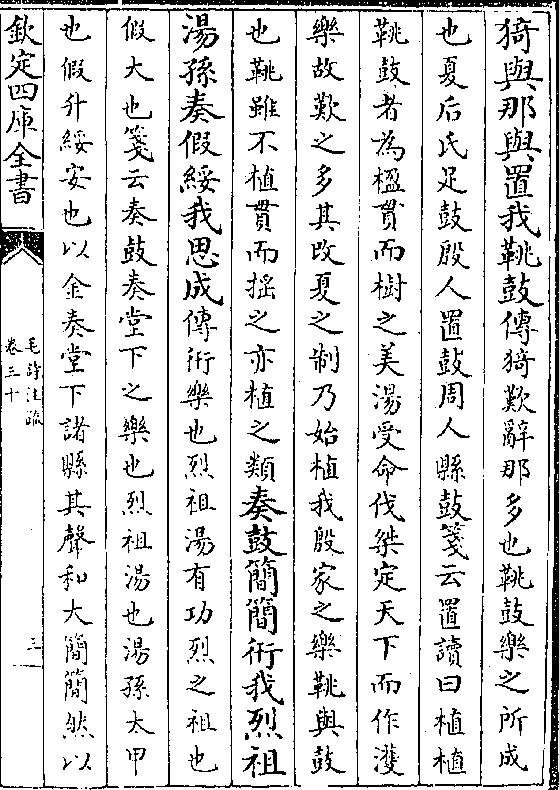 猗與那與置我鞉鼓傳猗歎辭那多也鞉鼓樂之所成
也夏后氏足鼓殷人置鼓周人縣鼓箋云置讀曰植植
鞉鼓者為楹貫而樹之美湯受命伐桀定天下而作濩
樂故歎之多其改夏之制乃始植我殷家之樂鞉與鼓
也鞉雖不植貫而揺之亦植之類奏鼓簡簡衎我烈祖
湯孫奏假綏我思成傳衎樂也烈祖湯有功烈之祖也
假大也箋云奏鼓奏堂下之樂也烈祖湯也湯孫太甲
也假升綏安也以金奏堂下諸縣其聲和大簡簡然以
欽定四庫全書
毛詩注疏
卷三十
三